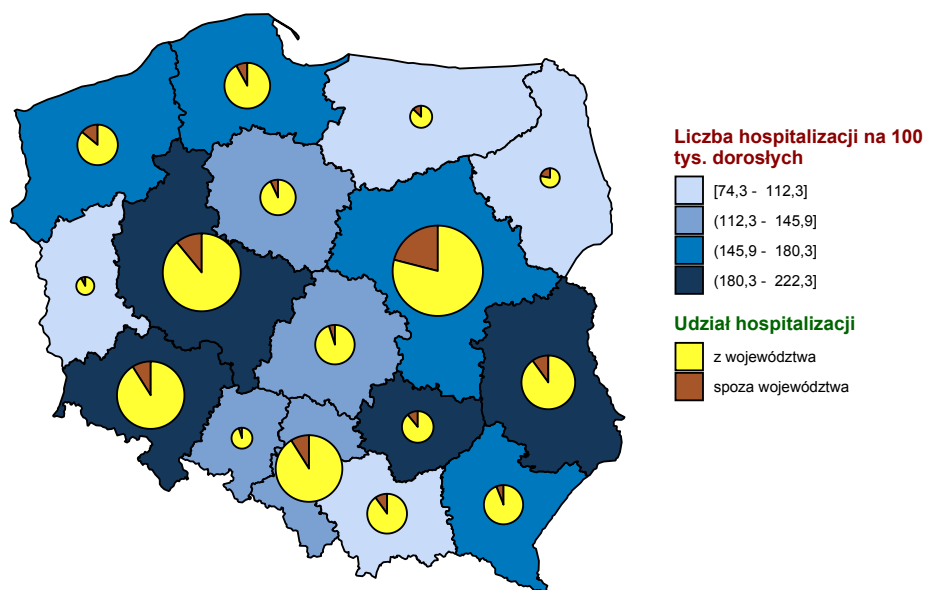 Liczba hospitalizacji na 100
tys. dorosłych
[74,3 - 112,3]
(112,3 - 145,9]
(145,9 - 180,3]
(180,3 - 222,3]
Udział hospitalizacji
z województwa
spoza województwa